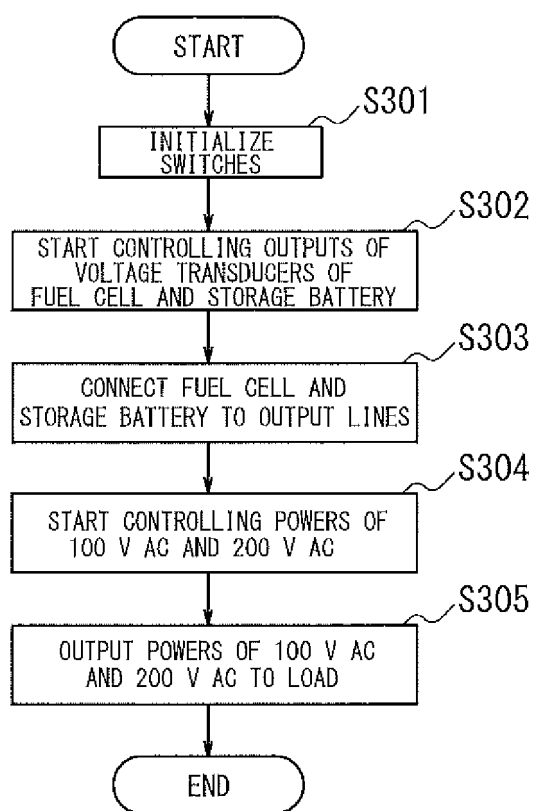 START
S301
INITIALIZE
SWITCHES
S302
START CONTROLLING OUTPUTS OF
VOLTAGE TRANSDUCERS OF
FUEL CELL AND STORAGE BATTERY
S303
CONNECT FUEL CELL AND
STORAGE BATTERY TO OUTPUT LINES
S304
START CONTROLLING POWERS OF
100 V AC AND 200 V AC
S305
OUTPUT POWERS OF 100 V AC
AND 200 V AC TO LOAD
END